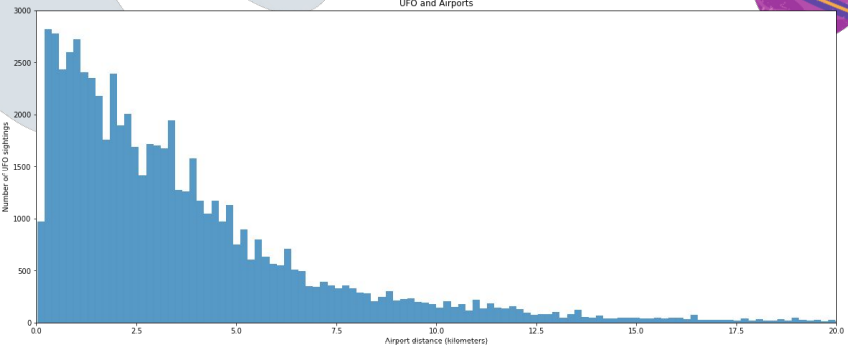 UFO and Airports
3000
2500
2000
1500
1000
500
0
Number of UFO sightings
0.0 2.5 5.0 7.5 10.0 12.5 15.0 17.5 20.0
Airport distance (kilometers)